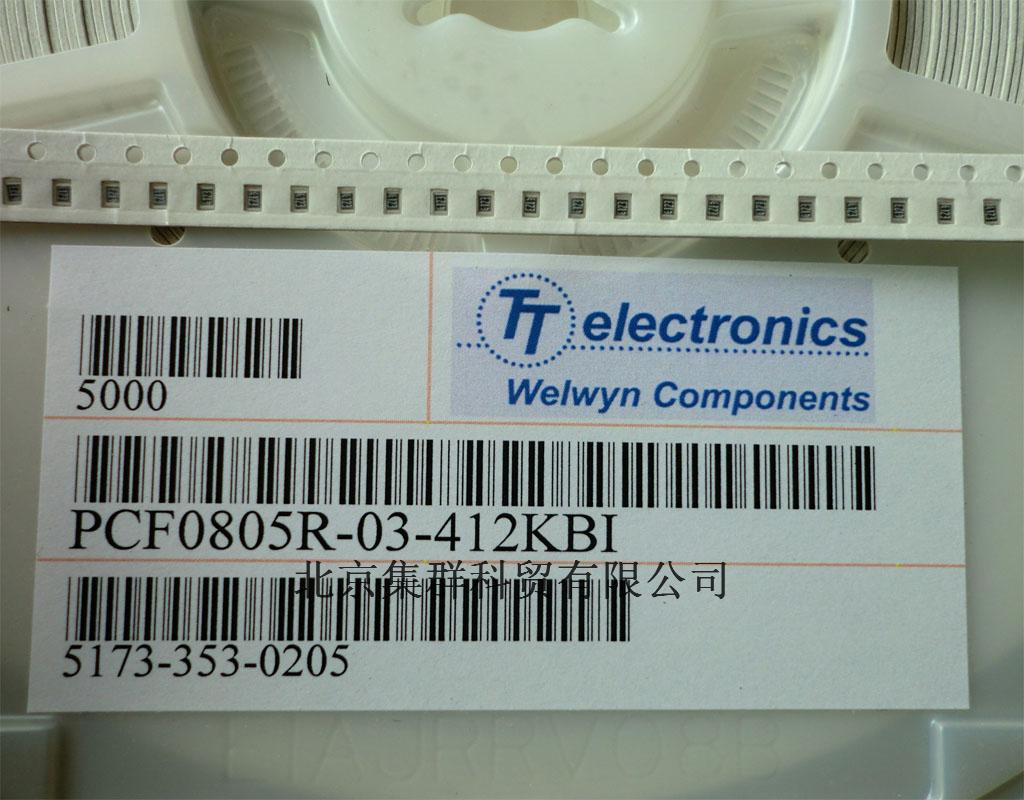 TT electronics
Welwyn Components
5000
PCF0805R-03-412KBI
北京集群科贸有限公司
5173-353-0205
EIAJRRV08B